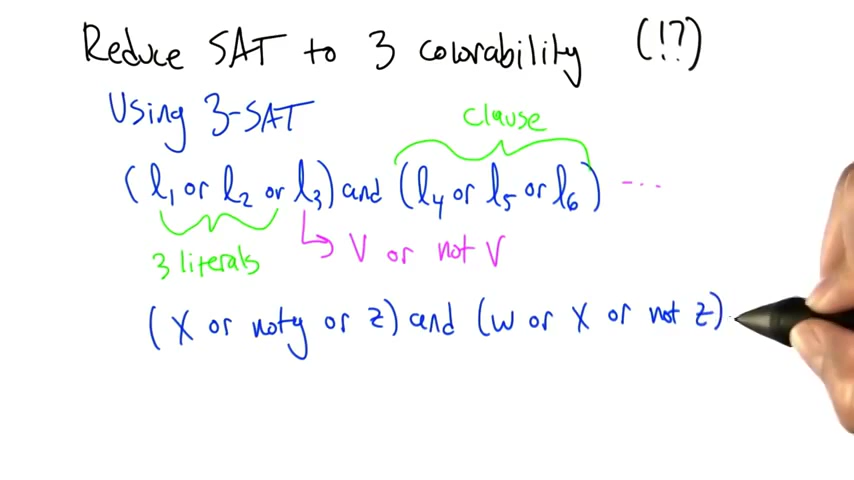 Reduce SAT to 3 colorability (!?)
Using 3-SAT
clause
(l1 or l2 or l3) and (l4 or l5 or l6) ...
3 literals
V or not V
(x or not y or z) and (w or x or not z)